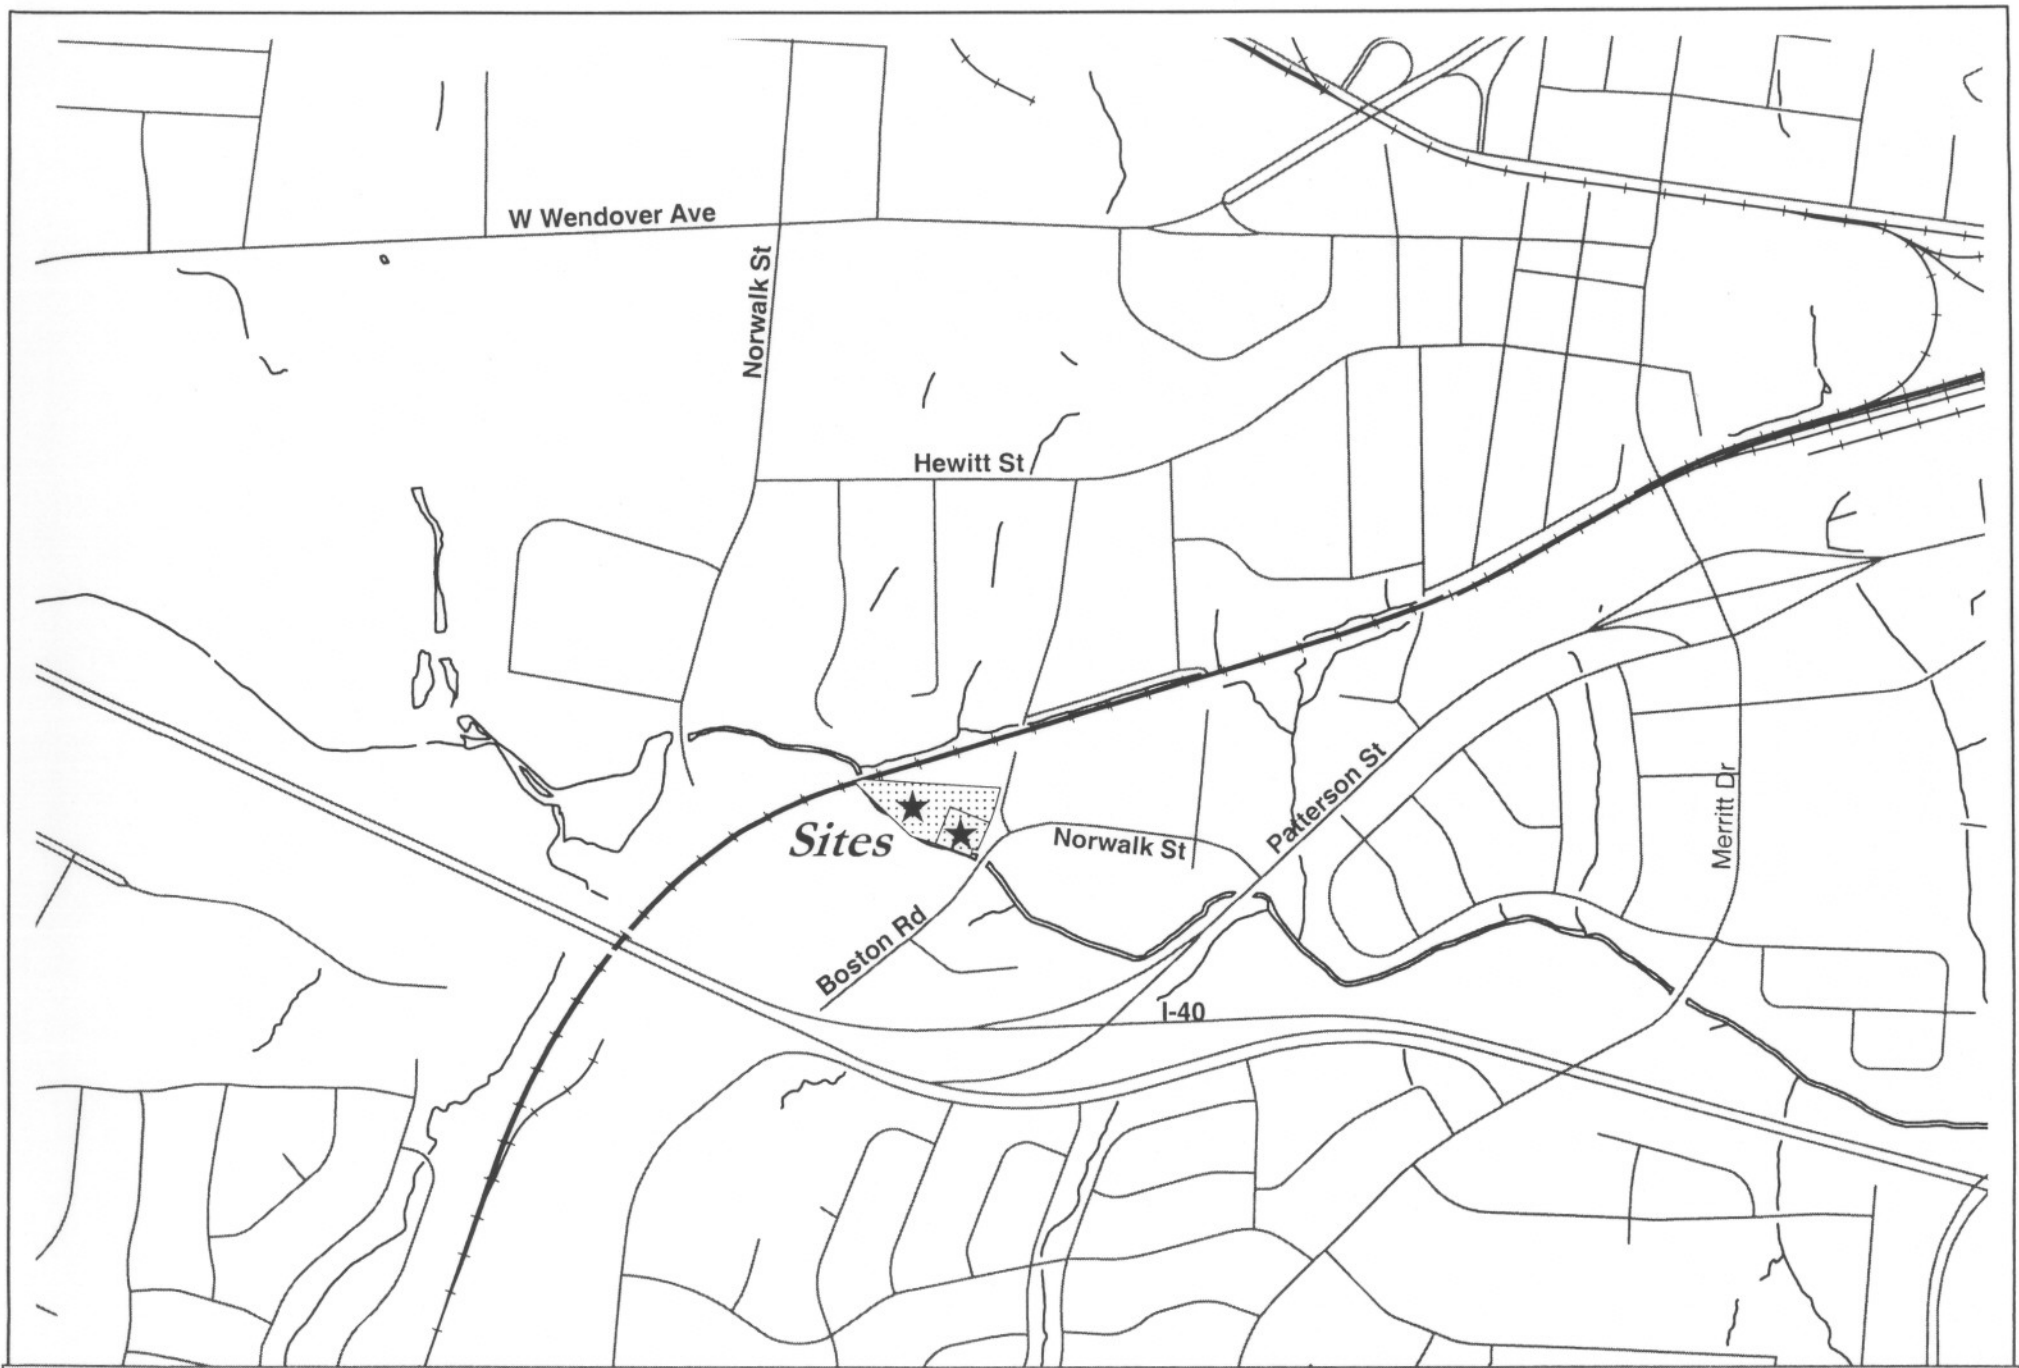 W Wendover Ave
Norwalk St
Hewitt St
Sites
Norwalk St
Patterson St
Merritt Dr
Boston Rd
I-40